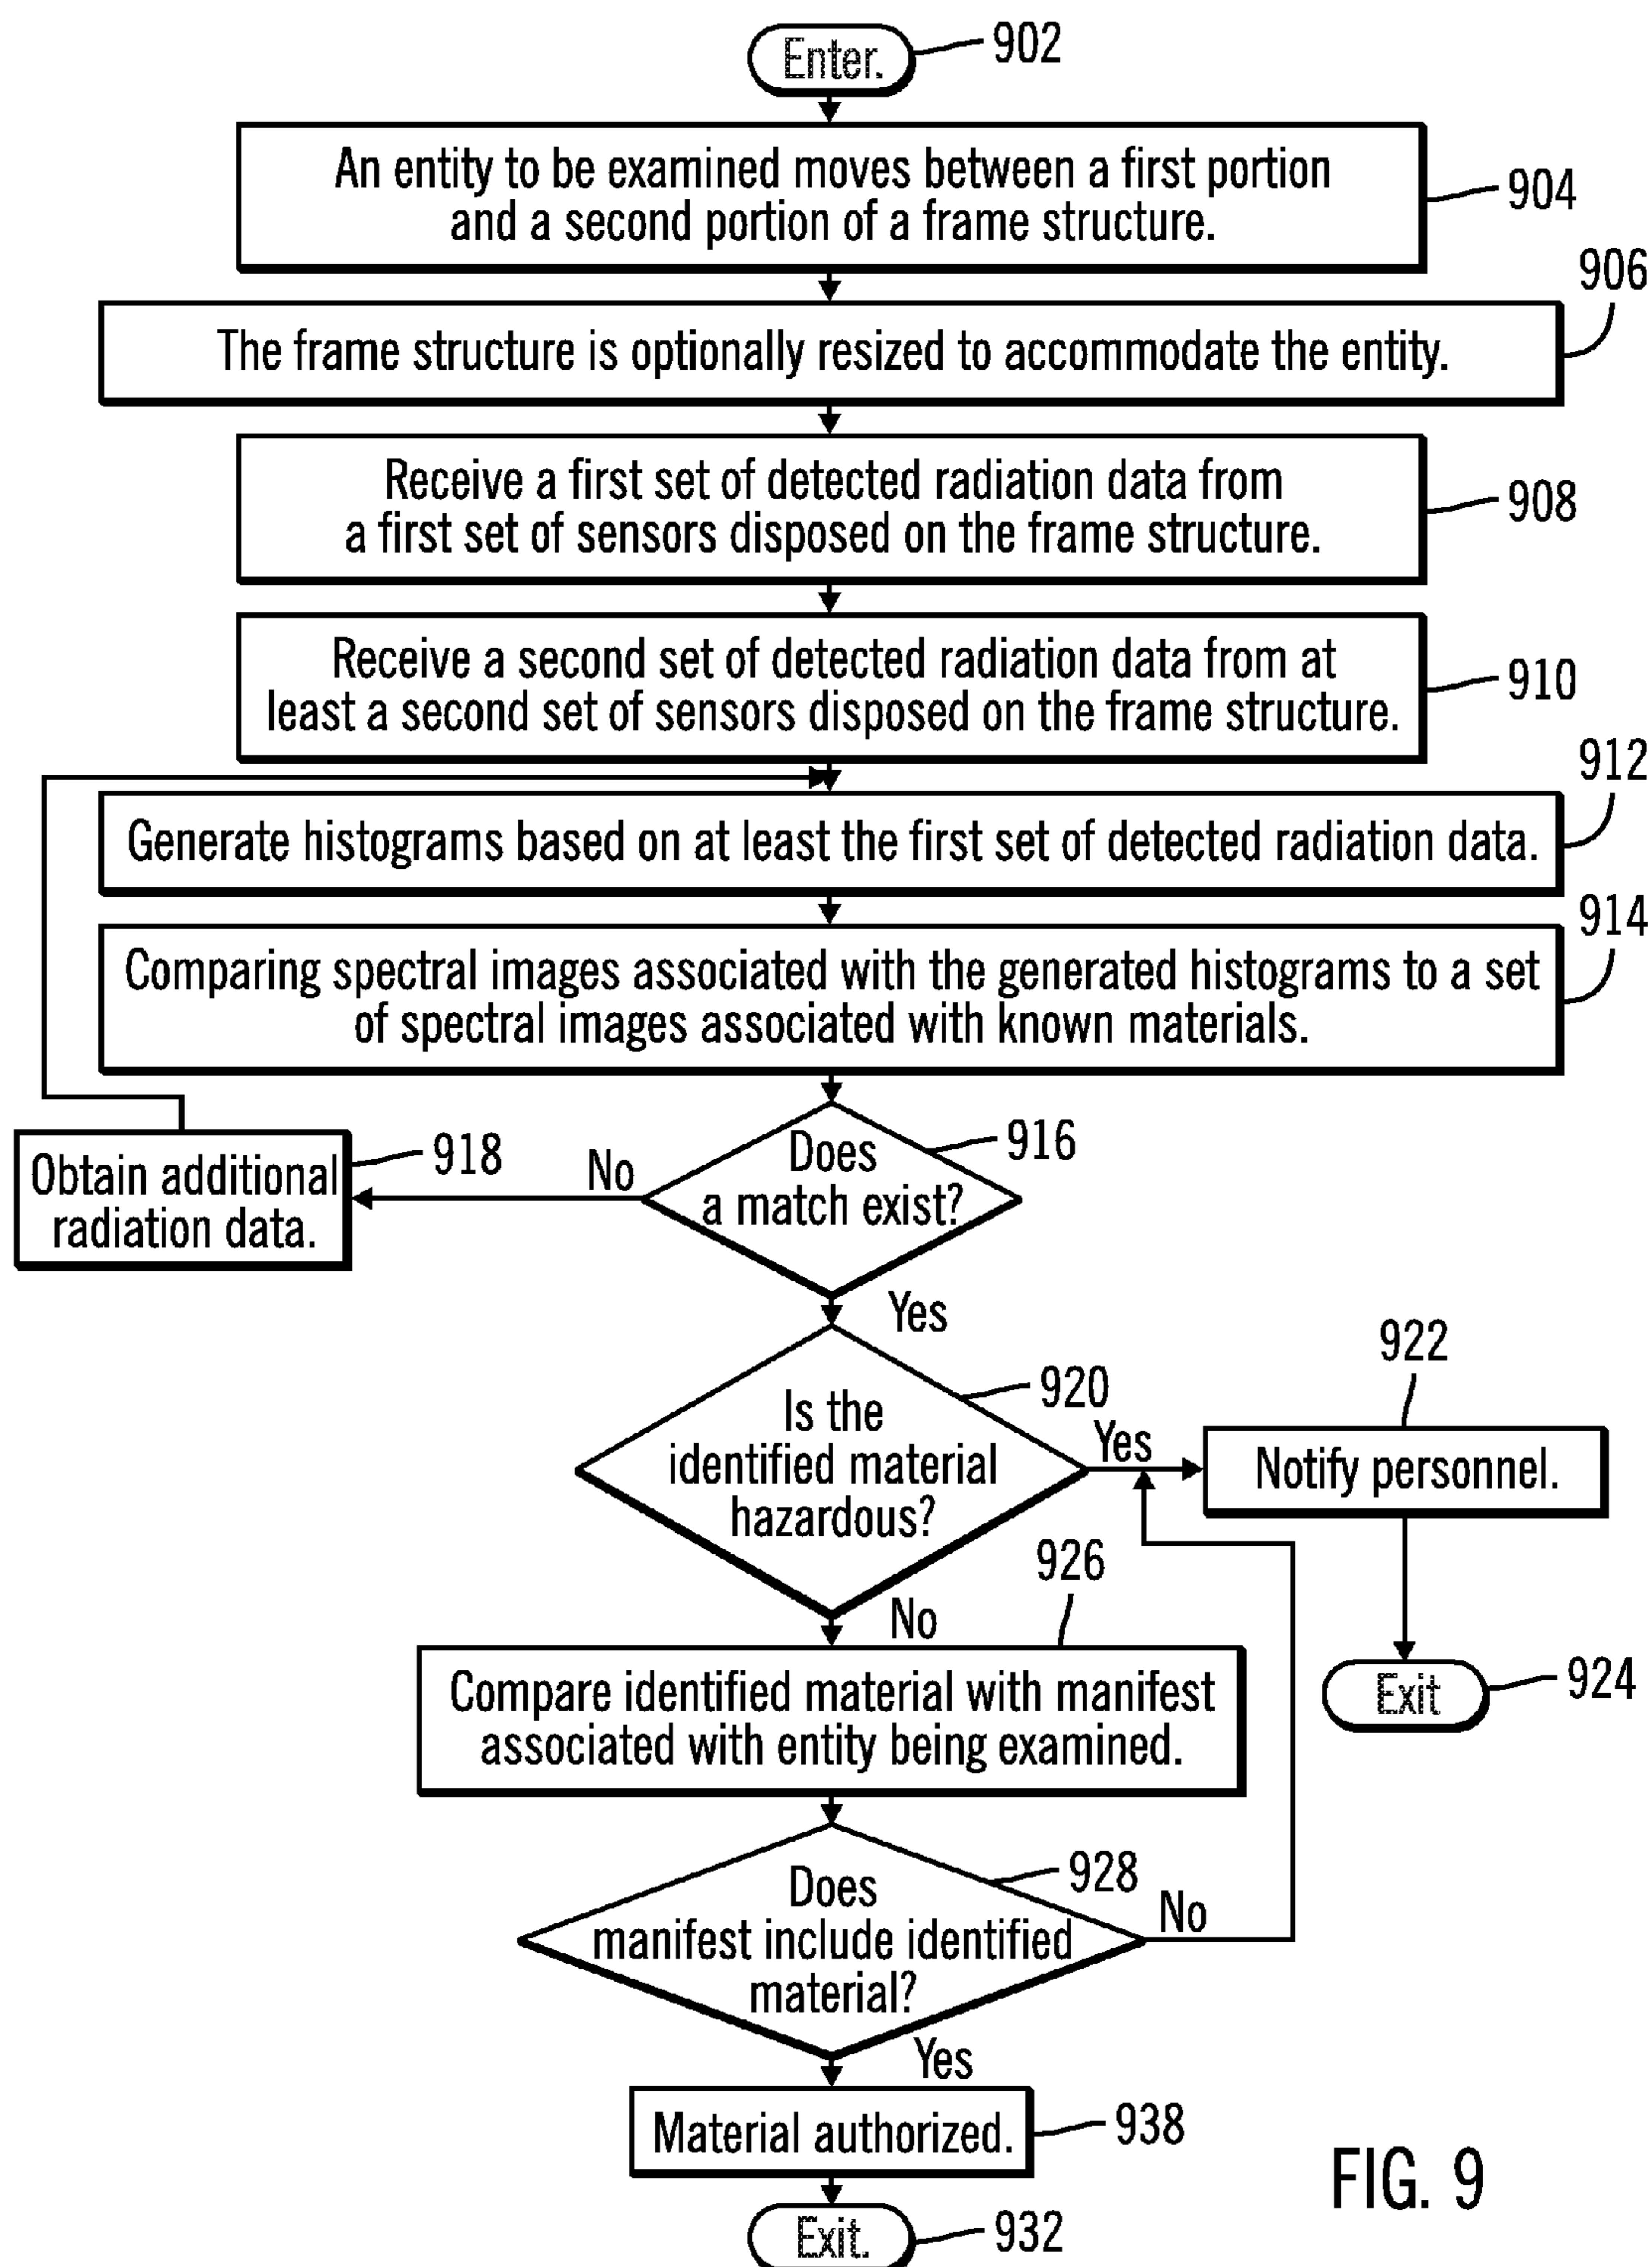 Enter.
902
An entity to be examined moves between a first portion
and a second portion of a frame structure.
904
906
The frame structure is optionally resized to accommodate the entity.
Receive a first set of detected radiation data from
a first set of sensors disposed on the frame structure.
908
Receive a second set of detected radiation data from at
least a second set of sensors disposed on the frame structure.
910
912
Generate histograms based on at least the first set of detected radiation data.
914
Comparing spectral images associated with the generated histograms to a set
of spectral images associated with known materials.
Does
a match exist?
916
No
918
Obtain additional
radiation data.
Yes
Is the
identified material
hazardous?
920
Yes
922
Notify personnel.
Exit
924
No
926
Compare identified material with manifest
associated with entity being examined.
Does
manifest include identified
material?
928
No
Yes
Material authorized.
938
Exit.
932
FIG. 9